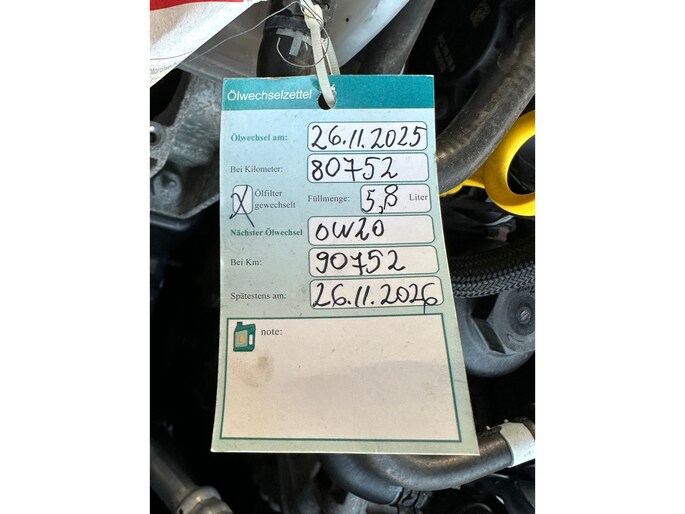 Ölwechselzettel
Ölwechsel am: 26.11.2025
Bei Kilometer: 80752
X Ölfilter gewechselt Füllmenge: 5,8 Liter
Nächster Ölwechsel 0W20
Bei Km: 90752
Spätestens am: 26.11.2026
note: